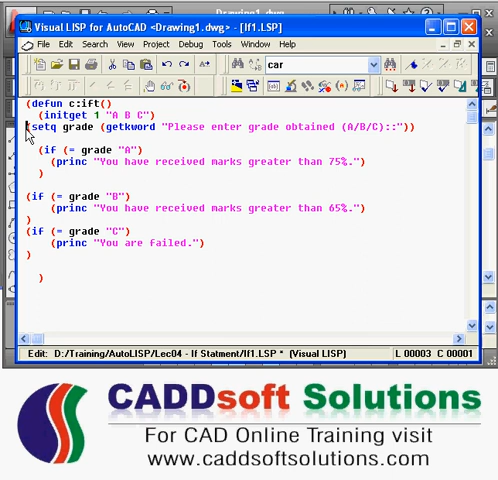 Drawing1.dwg
Visual LISP for AutoCAD <Drawing1.dwg> - [If1.LSP]
File Edit Search View Project Debug Tools Window Help
car
(defun c:ift()
(initget 1 "A B C")
(setq grade (getkword "Please enter grade obtained (A/B/C)::"))
(if (= grade "A")
(princ "You have received marks greater than 75%.")
)
(if (= grade "B")
(princ "You have received marks greater than 65%.")
)
(if (= grade "C")
(princ "You are failed.")
)
)
Edit: D:/Training/AutoLISP/Lec04 - If Statment/If1.LSP * (Visual LISP) L 00003 C 00001
CADDsoft Solutions
For CAD Online Training visit
www.caddsoftsolutions.com